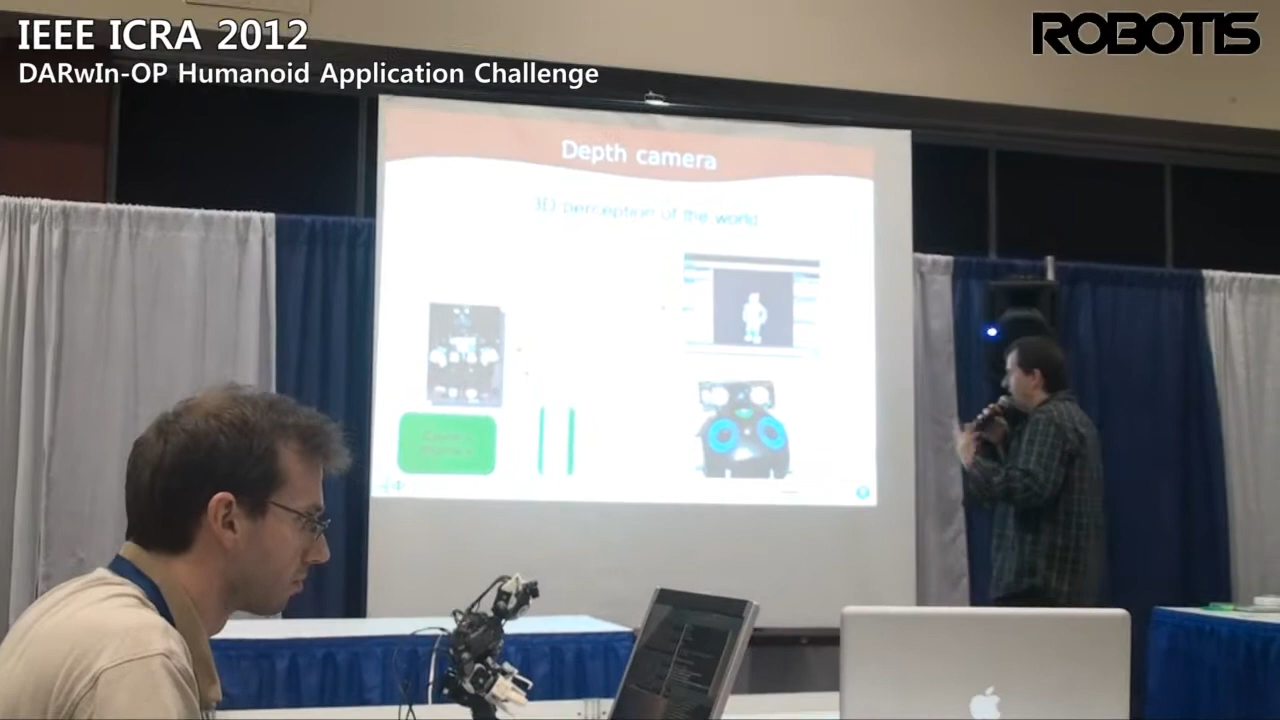 IEEE ICRA 2012
DARwIn-OP Humanoid Application Challenge
ROBOTIS
Depth camera
3D perception of the world